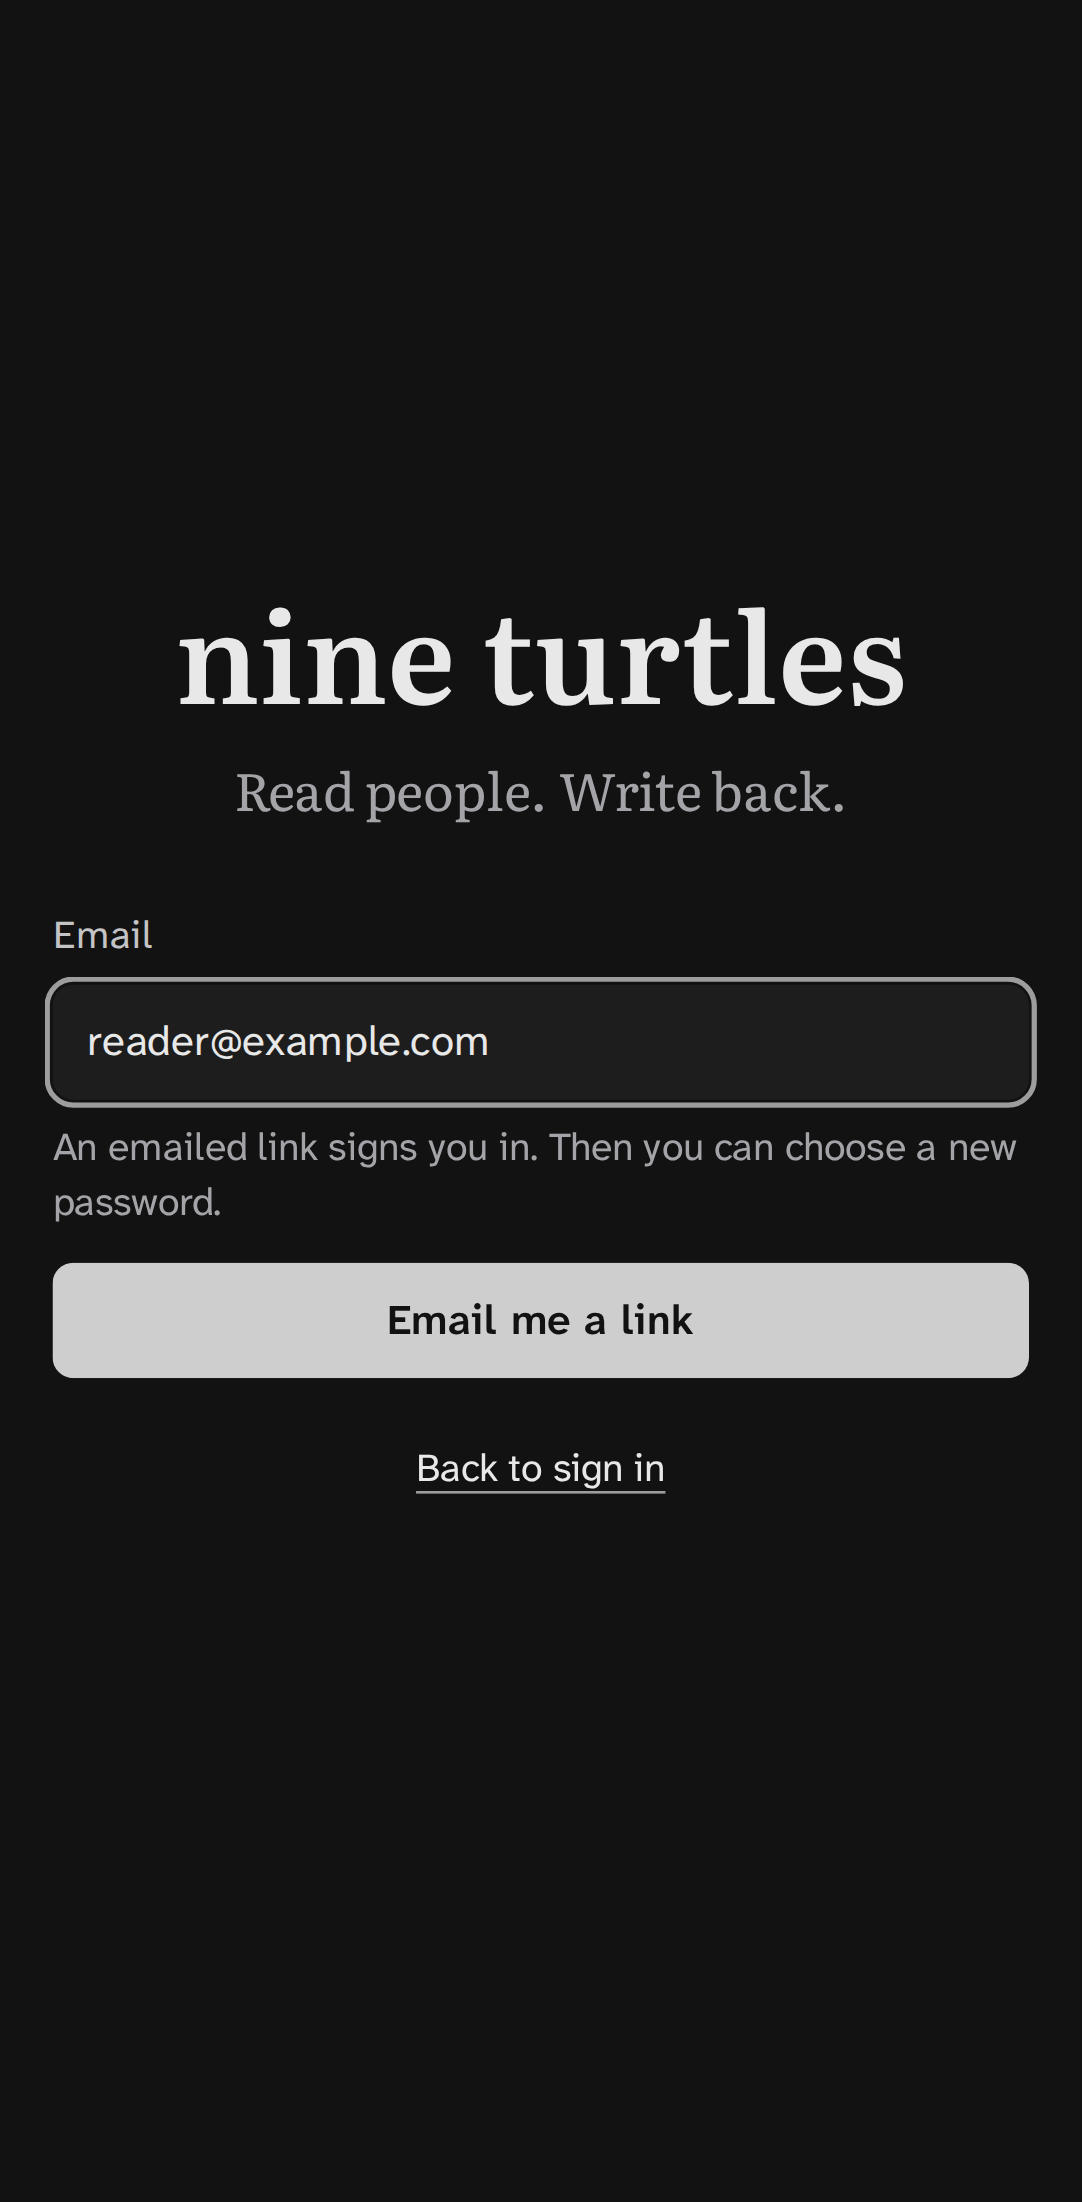 nine turtles
Read people. Write back.
Email
reader@example.com
An emailed link signs you in. Then you can choose a new
password.
Email me a link
Back to sign in